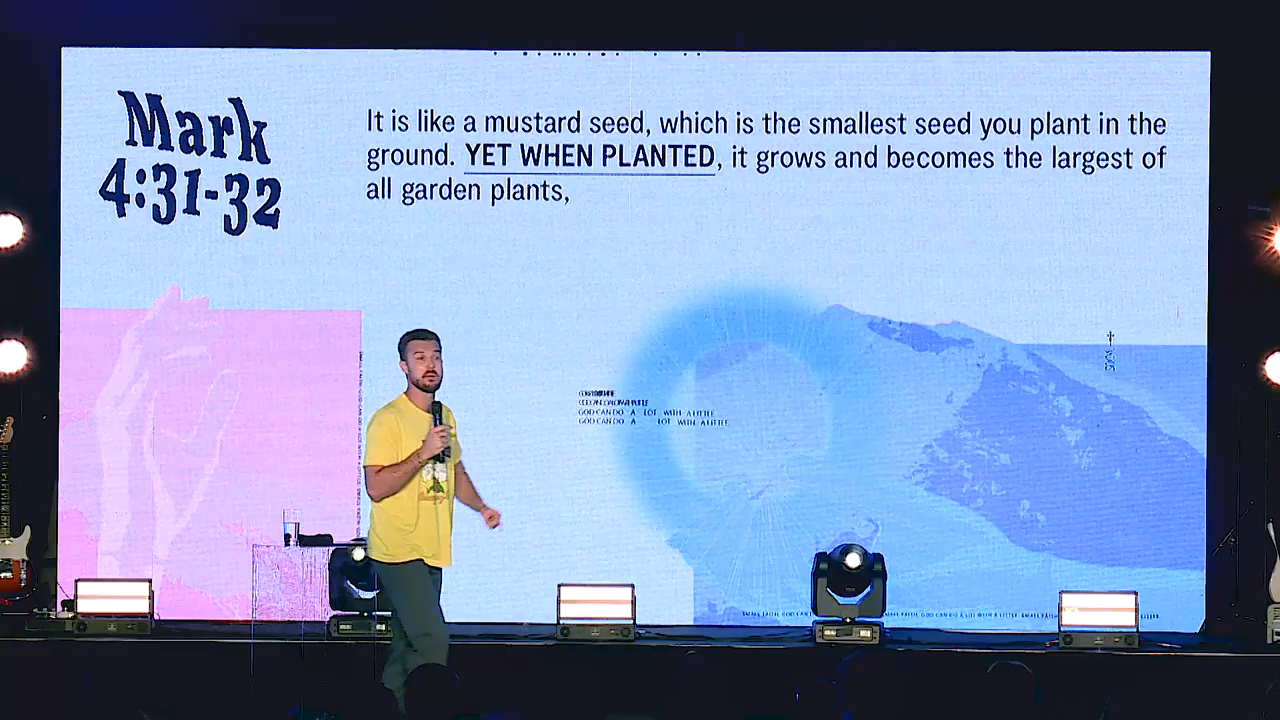 Mark
4:31-32
It is like a mustard seed, which is the smallest seed you plant in the
ground. YET WHEN PLANTED, it grows and becomes the largest of
all garden plants,
GOD CAN DO A LOT WITH A LITTLE
GOD CAN DO A LOT WITH A LITTLE